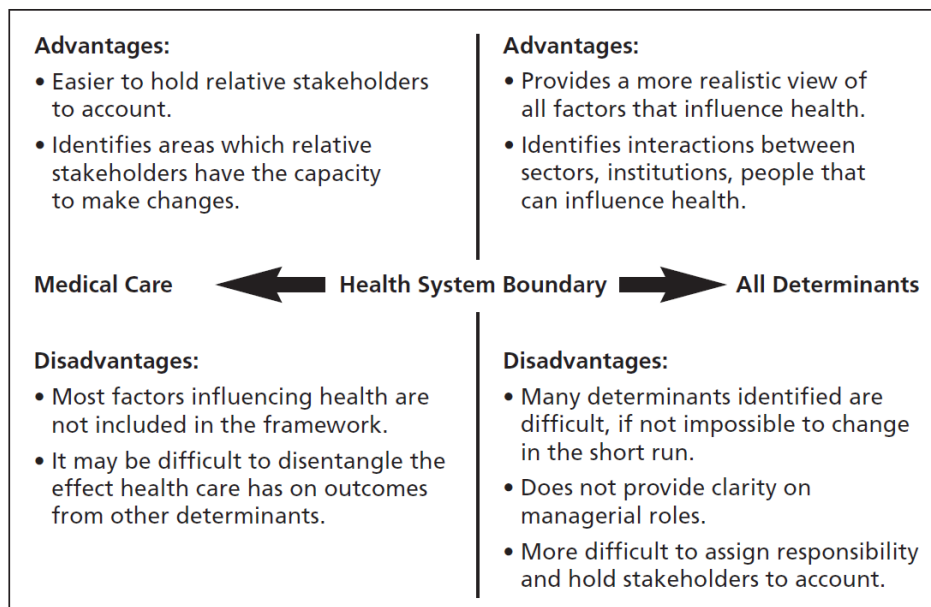 Advantages:
• Easier to hold relative stakeholders
to account.
• Identifies areas which relative
stakeholders have the capacity
to make changes.
Advantages:
• Provides a more realistic view of
all factors that influence health.
• Identifies interactions between
sectors, institutions, people that
can influence health.
Medical Care Health System Boundary All Determinants
Disadvantages:
• Most factors influencing health are
not included in the framework.
• It may be difficult to disentangle the
effect health care has on outcomes
from other determinants.
Disadvantages:
• Many determinants identified are
difficult, if not impossible to change
in the short run.
• Does not provide clarity on
managerial roles.
• More difficult to assign responsibility
and hold stakeholders to account.